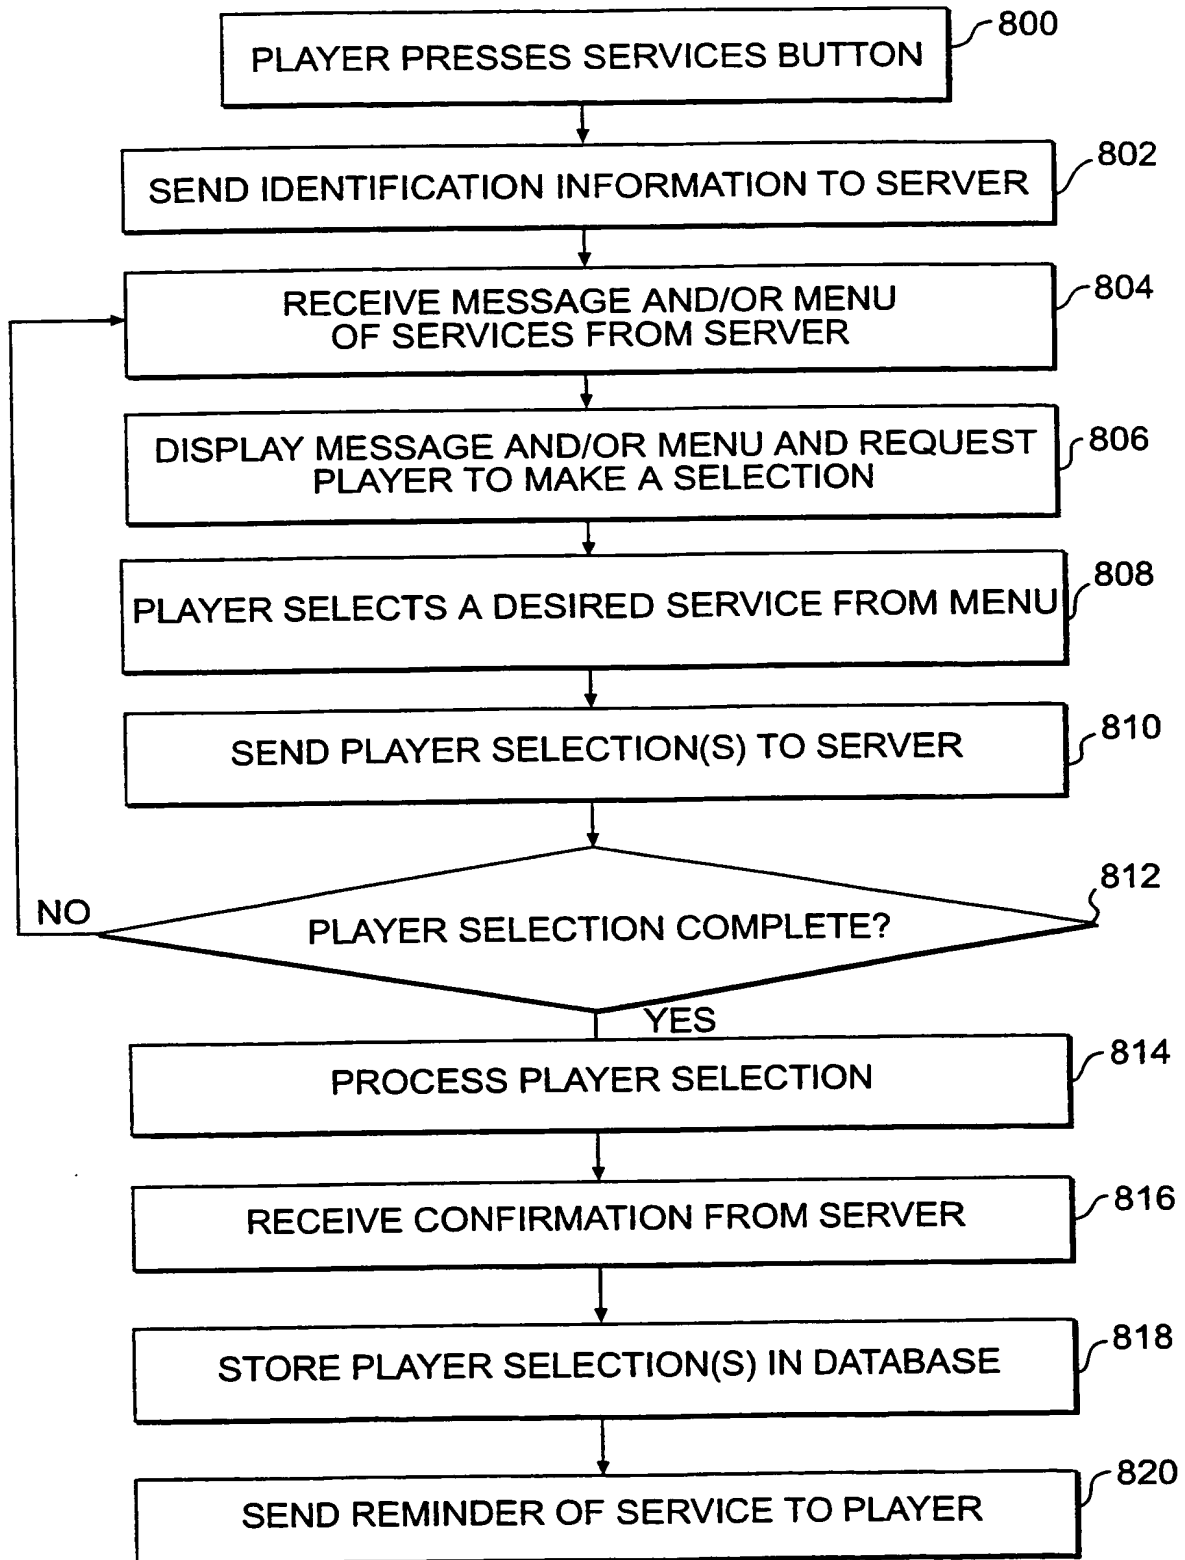 PLAYER PRESSES SERVICES BUTTON
800
SEND IDENTIFICATION INFORMATION TO SERVER
802
RECEIVE MESSAGE AND/OR MENU
OF SERVICES FROM SERVER
804
DISPLAY MESSAGE AND/OR MENU AND REQUEST
PLAYER TO MAKE A SELECTION
806
PLAYER SELECTS A DESIRED SERVICE FROM MENU
808
SEND PLAYER SELECTION(S) TO SERVER
810
PLAYER SELECTION COMPLETE?
812
NO
YES
PROCESS PLAYER SELECTION
814
RECEIVE CONFIRMATION FROM SERVER
816
STORE PLAYER SELECTION(S) IN DATABASE
818
SEND REMINDER OF SERVICE TO PLAYER
820